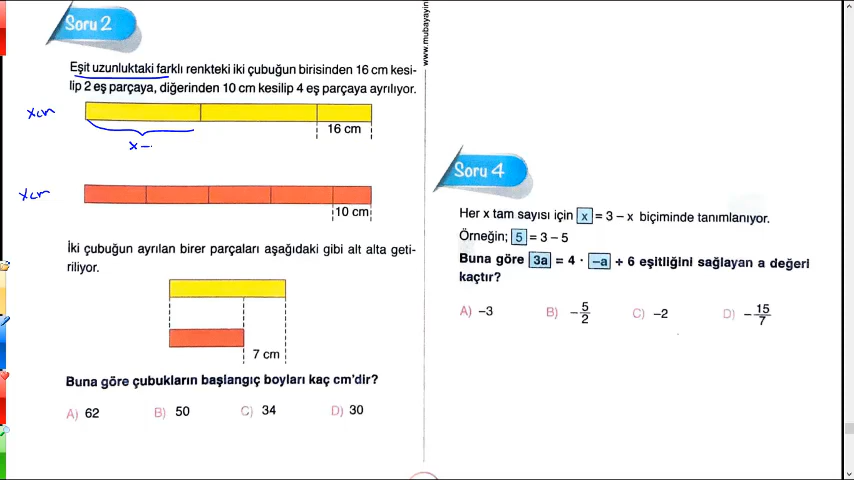 Soru 2
Eşit uzunluktaki farklı renkteki iki çubuğun birisinden 16 cm kesi-
lip 2 eş parçaya, diğerinden 10 cm kesilip 4 eş parçaya ayrılıyor.
x cm
16 cm
x -
x cm
10 cm
İki çubuğun ayrılan birer parçaları aşağıdaki gibi alt alta geti-
riliyor.
7 cm
Buna göre çubukların başlangıç boyları kaç cm'dir?
A) 62 B) 50 C) 34 D) 30
www.mubayayin
Soru 4
Her x tam sayısı için x = 3 – x biçiminde tanımlanıyor.
Örneğin; 5 = 3 – 5
Buna göre 3a = 4 · –a + 6 eşitliğini sağlayan a değeri
kaçtır?
A) –3 B) –5/2 C) –2 D) –15/7